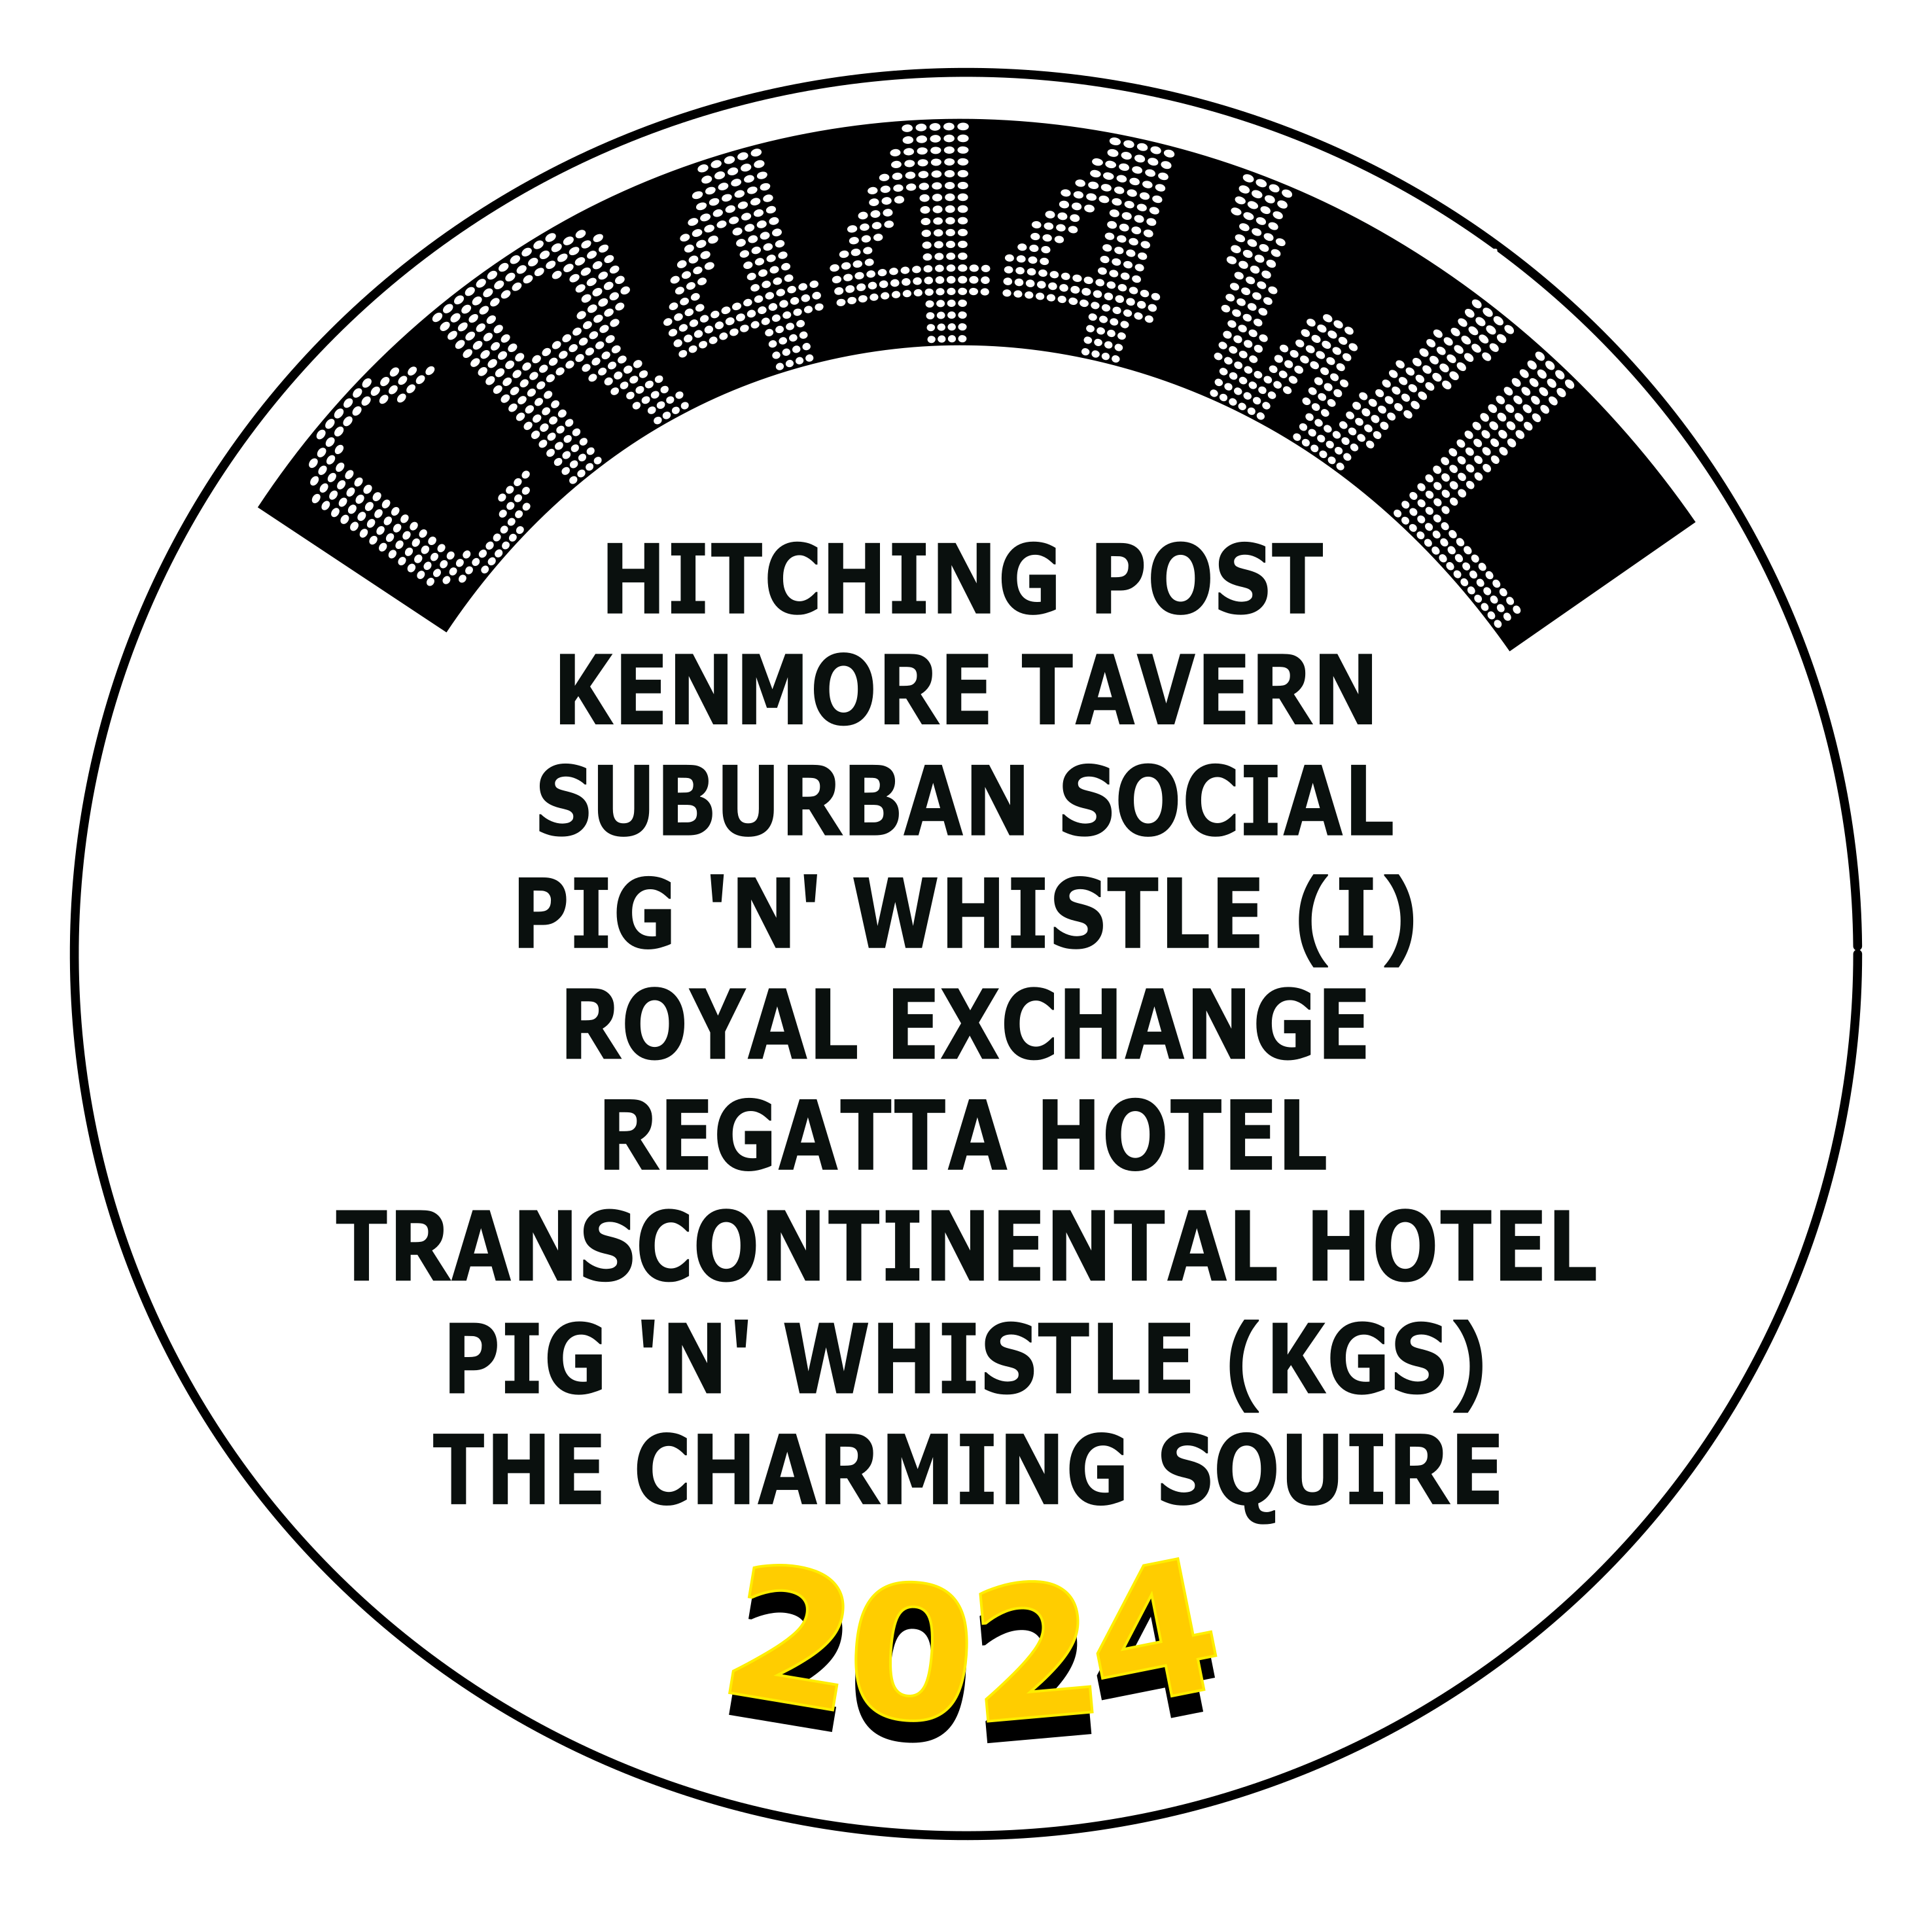 CR444WL
HITCHING POST
KENMORE TAVERN
SUBURBAN SOCIAL
PIG 'N' WHISTLE (I)
ROYAL EXCHANGE
REGATTA HOTEL
TRANSCONTINENTAL HOTEL
PIG 'N' WHISTLE (KGS)
THE CHARMING SQUIRE
2024